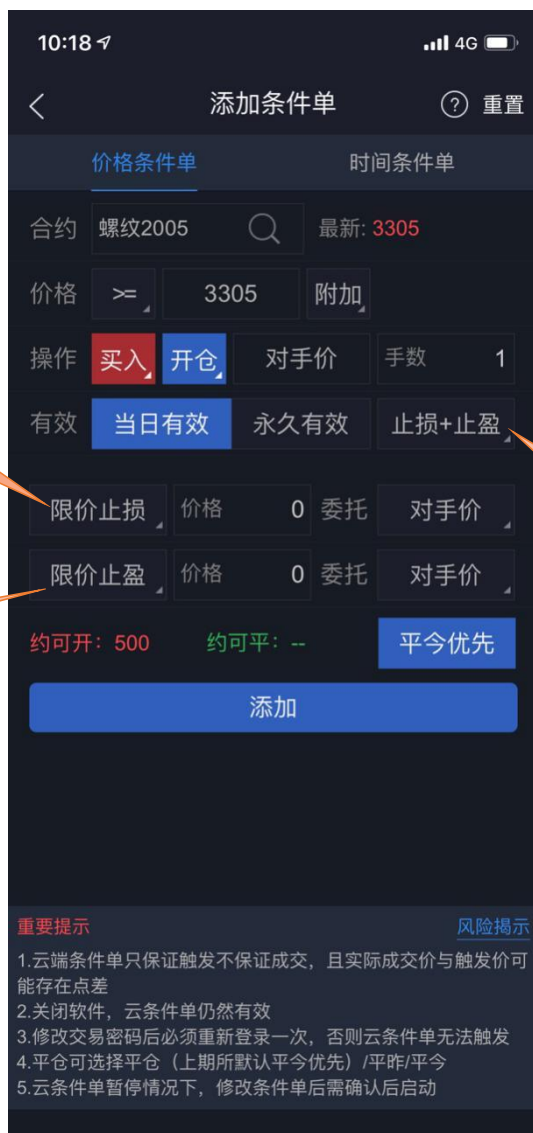 10:18 4G
添加条件单 ? 重置
价格条件单 时间条件单
合约 螺纹2005 最新: 3305
价格 >= 3305 附加
操作 买入 开仓 对手价 手数 1
有效 当日有效 永久有效 止损+止盈
限价止损 价格 0 委托 对手价
限价止盈 价格 0 委托 对手价
约可开: 500 约可平: -- 平今优先
添加
重要提示 风险揭示
1.云端条件单只保证触发不保证成交，且实际成交价与触发价可
能存在点差
2.关闭软件，云条件单仍然有效
3.修改交易密码后必须重新登录一次，否则云条件单无法触发
4.平仓可选择平仓（上期所默认平今优先）/平昨/平今
5.云条件单暂停情况下，修改条件单后需确认后启动